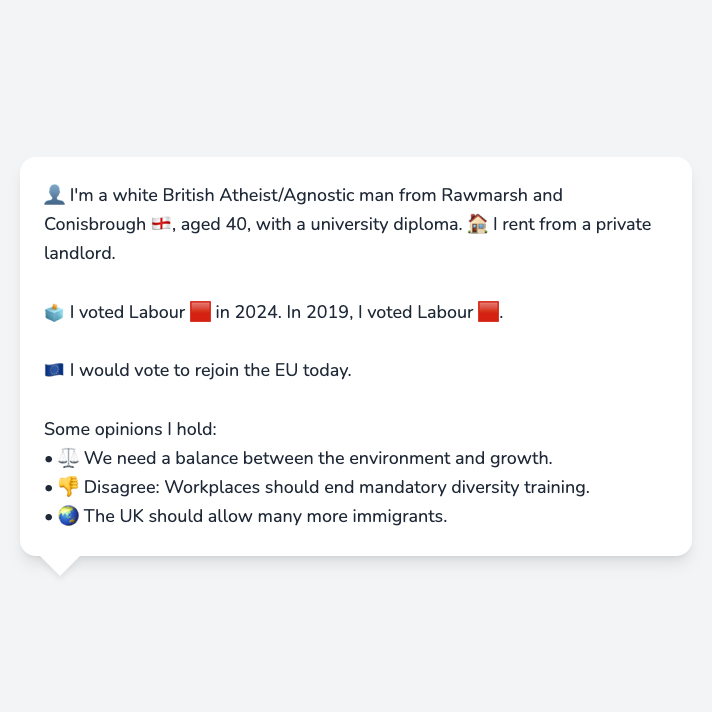 👤 I'm a white British Atheist/Agnostic man from Rawmarsh and
Conisbrough 🏴󠁧󠁢󠁥󠁮󠁧󠁿, aged 40, with a university diploma. 🏠 I rent from a private
landlord.
🗳️ I voted Labour 🟥 in 2024. In 2019, I voted Labour 🟥.
🇪🇺 I would vote to rejoin the EU today.
Some opinions I hold:
• ⚖️ We need a balance between the environment and growth.
• 👎 Disagree: Workplaces should end mandatory diversity training.
• 🌏 The UK should allow many more immigrants.